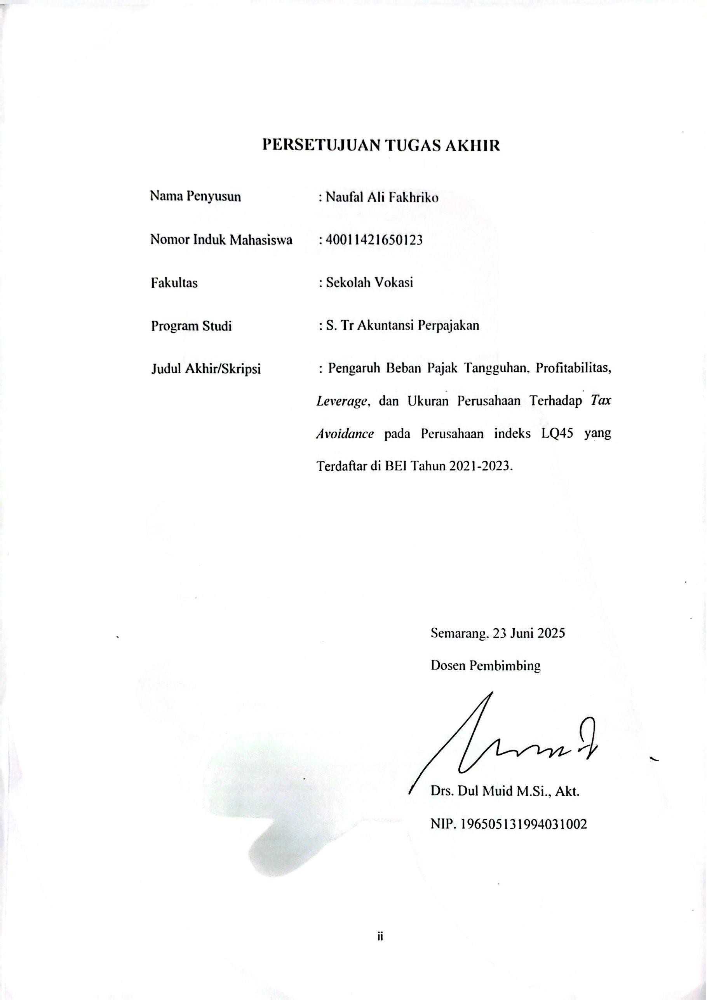 PERSETUJUAN TUGAS AKHIR
Nama Penyusun : Naufal Ali Fakhriko
Nomor Induk Mahasiswa : 40011421650123
Fakultas : Sekolah Vokasi
Program Studi : S. Tr Akuntansi Perpajakan
Judul Akhir/Skripsi : Pengaruh Beban Pajak Tangguhan, Profitabilitas,
Leverage, dan Ukuran Perusahaan Terhadap Tax
Avoidance pada Perusahaan indeks LQ45 yang
Terdaftar di BEI Tahun 2021-2023.
Semarang, 23 Juni 2025
Dosen Pembimbing
Drs. Dul Muid M.Si., Akt.
NIP. 196505131994031002
ii